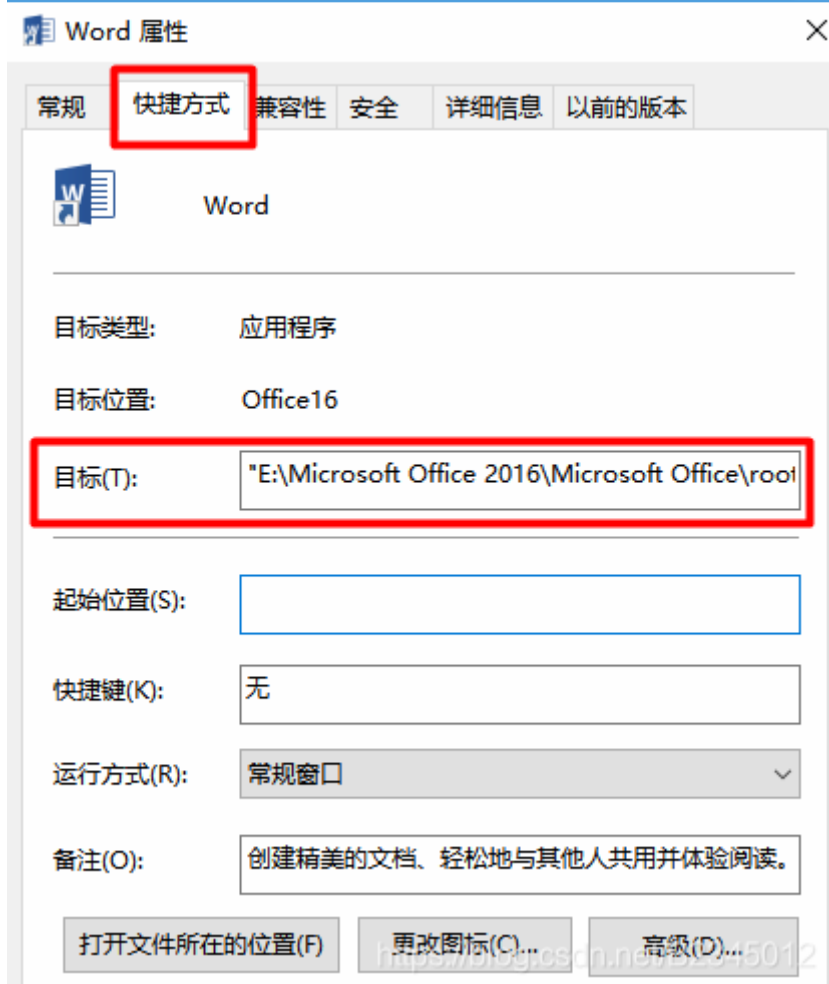 Word 属性
常规 快捷方式 兼容性 安全 详细信息 以前的版本
Word
目标类型: 应用程序
目标位置: Office16
目标(T): "E:\Microsoft Office 2016\Microsoft Office\root
起始位置(S):
快捷键(K): 无
运行方式(R): 常规窗口
备注(O): 创建精美的文档、轻松地与其他人共用并体验阅读。
打开文件所在的位置(F) 更改图标(C)... 高级(D)...